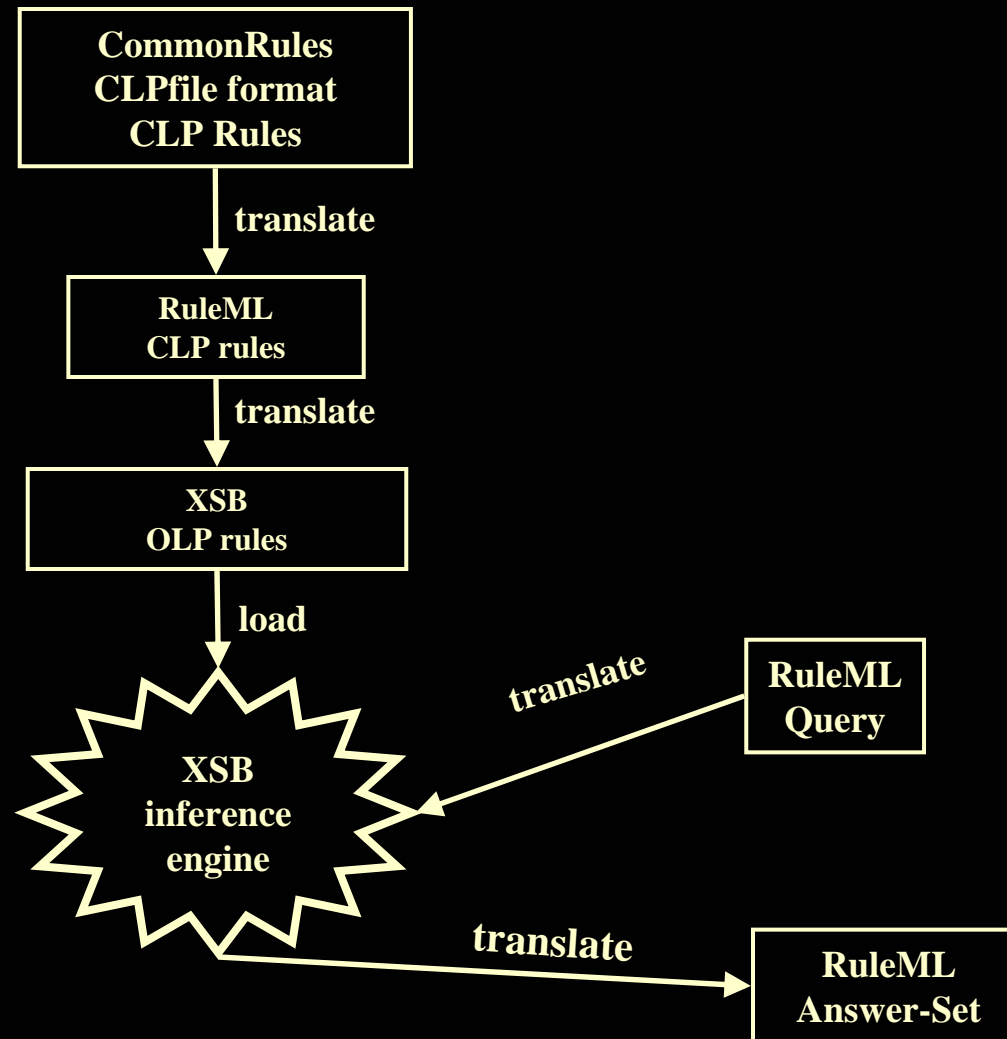 CommonRules
CLPfile format
CLP Rules
translate
RuleML
CLP rules
translate
XSB
OLP rules
load
translate
RuleML
Query
XSB
inference
engine
translate
RuleML
Answer-Set